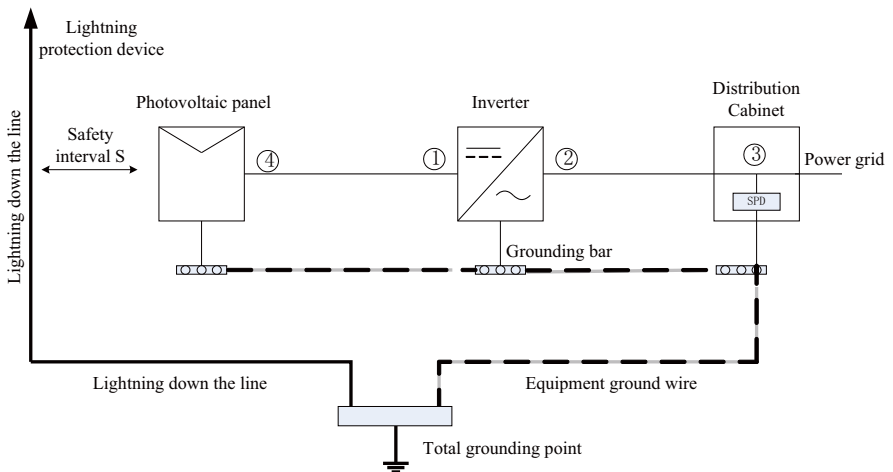 Lightning
protection device
Lightning down the line
Safety
interval S
Photovoltaic panel
④
①
Inverter
②
Distribution
Cabinet
③
SPD
Power grid
Grounding bar
Lightning down the line
Equipment ground wire
Total grounding point